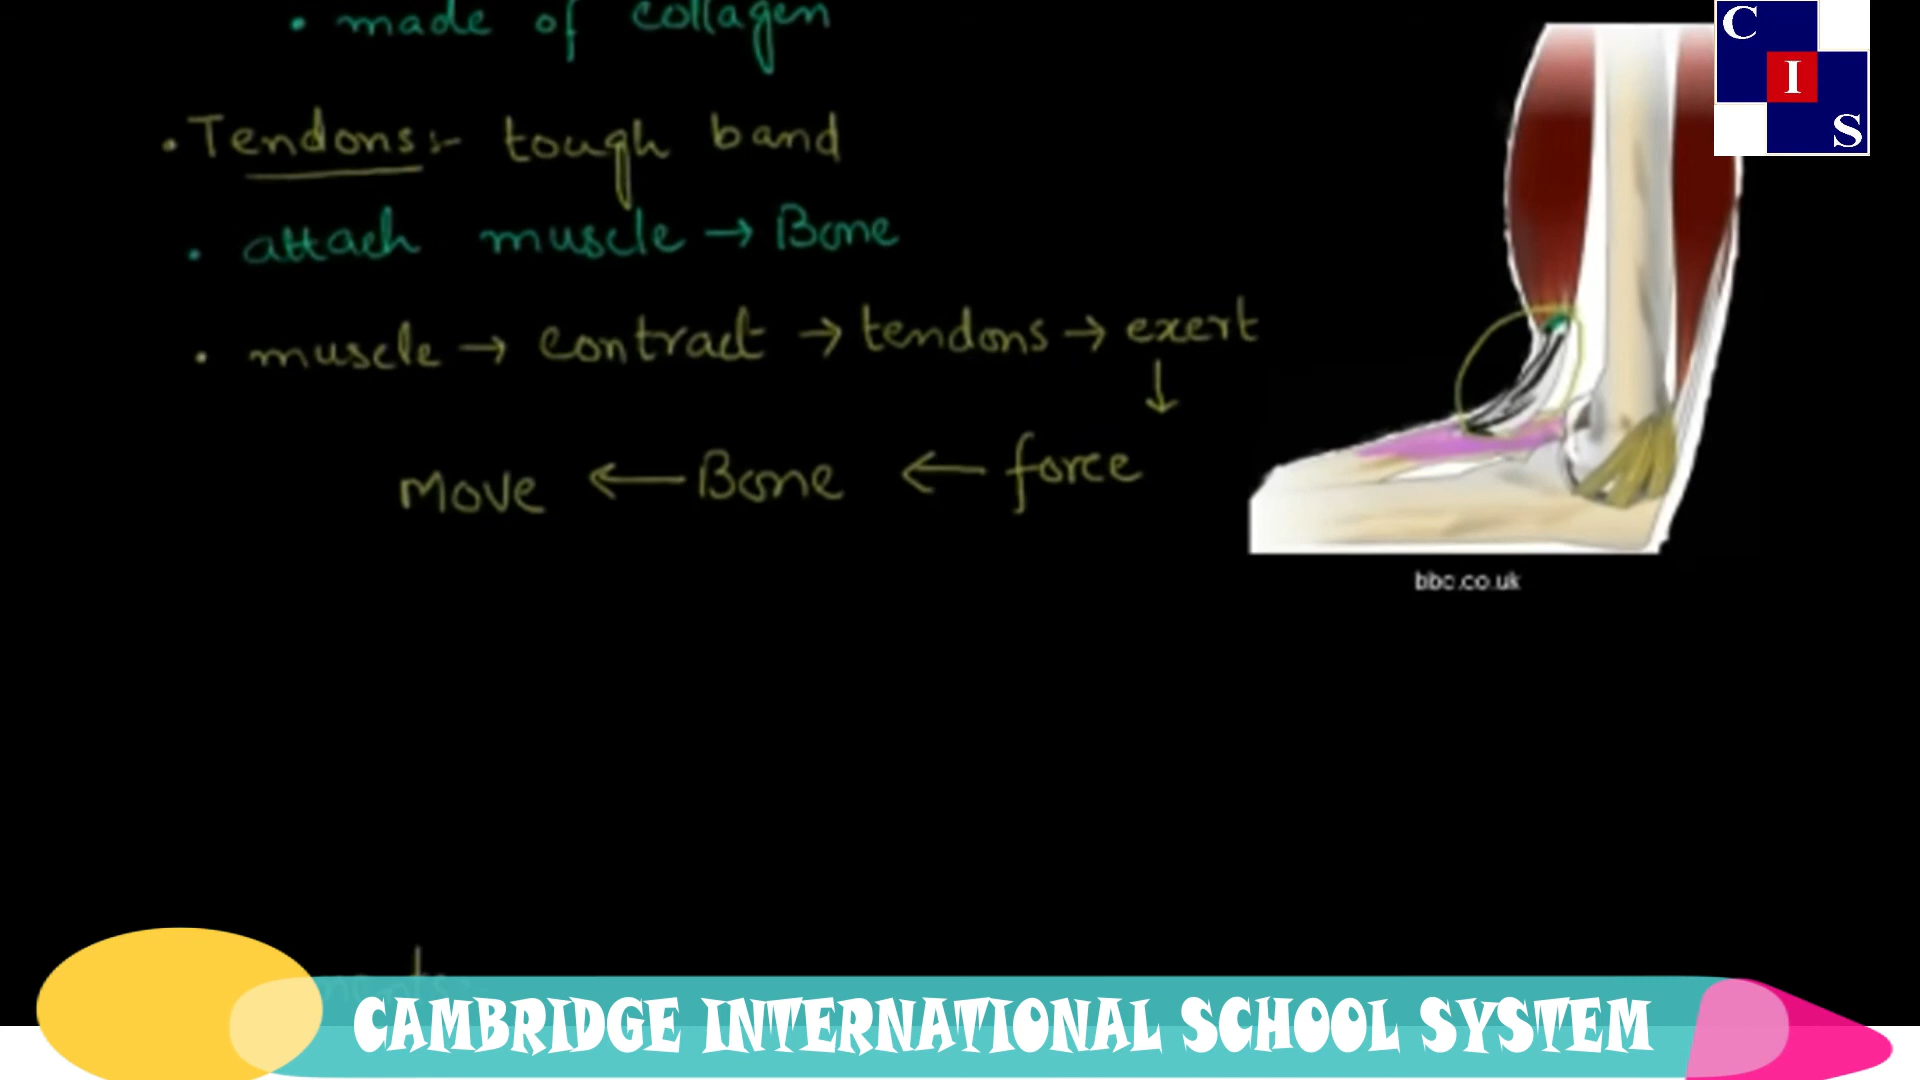 • made of collagen
• Tendons:- tough band
• attach muscle → Bone
• muscle → contract → tendons → exert
↓
Move ← Bone ← force
bbc.co.uk
C
I
S
CAMBRIDGE INTERNATIONAL SCHOOL SYSTEM